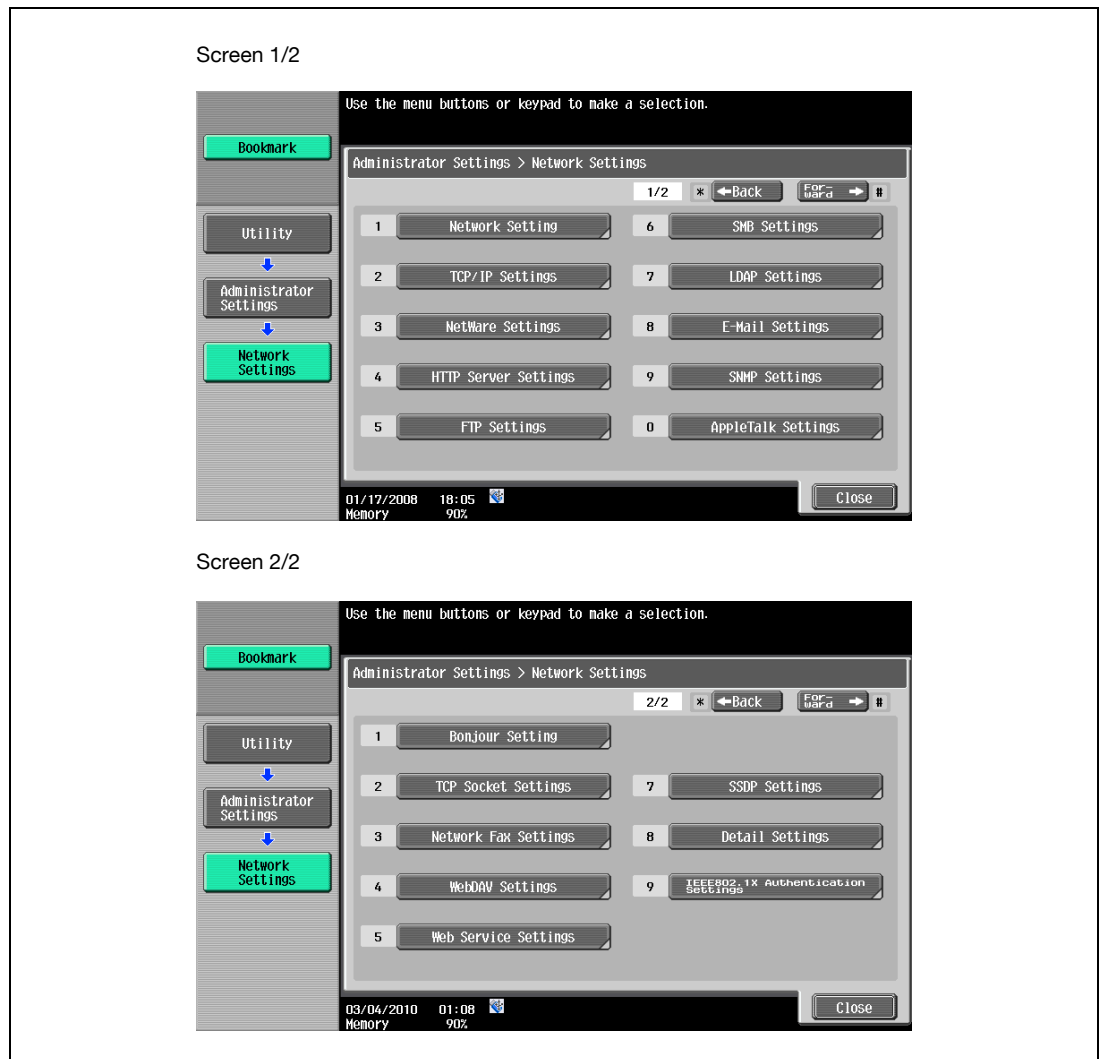 Screen 1/2
Use the menu buttons or keypad to make a selection.
Bookmark
Administrator Settings > Network Settings
1/2 * ←Back For-ward → #
Utility
Administrator
Settings
Network
Settings
1 Network Setting 6 SMB Settings
2 TCP/IP Settings 7 LDAP Settings
3 NetWare Settings 8 E-Mail Settings
4 HTTP Server Settings 9 SNMP Settings
5 FTP Settings 0 AppleTalk Settings
01/17/2008 18:05
Memory 90%
Close
Screen 2/2
Use the menu buttons or keypad to make a selection.
Bookmark
Administrator Settings > Network Settings
2/2 * ←Back For-ward → #
Utility
Administrator
Settings
Network
Settings
1 Bonjour Setting
2 TCP Socket Settings 7 SSDP Settings
3 Network Fax Settings 8 Detail Settings
4 WebDAV Settings 9 IEEE802.1X Authentication Settings
5 Web Service Settings
03/04/2010 01:08
Memory 90%
Close